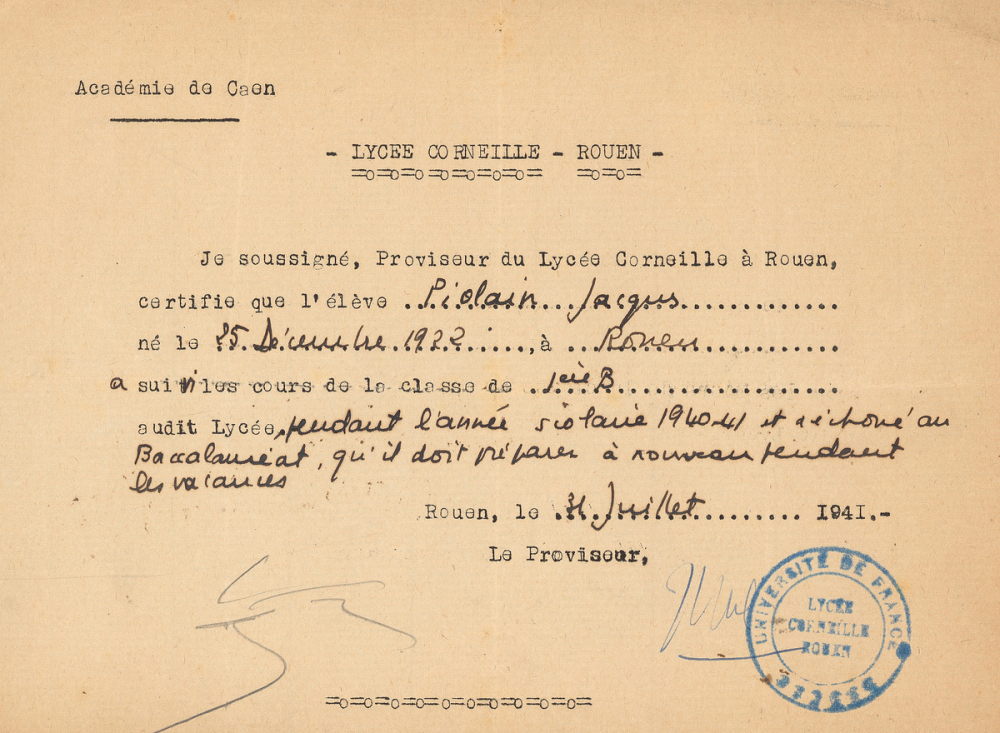 Académie de Caen
- LYCEE CORNEILLE - ROUEN -
Je soussigné, Proviseur du Lycée Corneille à Rouen,
certifie que l'élève Piolain Jacques
né le 25 Décembre 1922, à Rouen
a suivi les cours de la classe de 1ère B
audit Lycée, pendant l'année scolaire 1940-41 et a échoué au
Baccalauréat, qu'il doit préparer à nouveau pendant
les vacances
Rouen, le 31 Juillet 1941.-
Le Proviseur,
UNIVERSITÉ DE FRANCE
LYCÉE
CORNEILLE
ROUEN